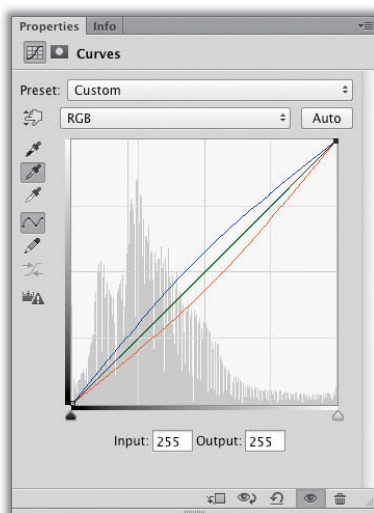 Properties Info
Curves
Preset: Custom
RGB Auto
Input: 255 Output: 255